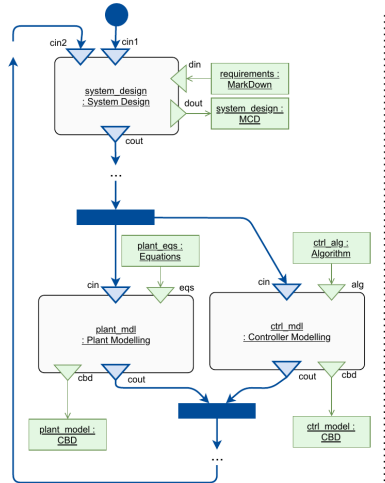 cin2
cin1
din
requirements :
MarkDown
system_design
: System Design
dout
system_design :
MCD
cout
...
plant_eqs :
Equations
ctrl_alg :
Algorithm
cin
eqs
cin
alg
plant_mdl
: Plant Modelling
ctrl_mdl
: Controller Modelling
cbd
cout
cout
cbd
plant_model :
CBD
ctrl_model :
CBD
...